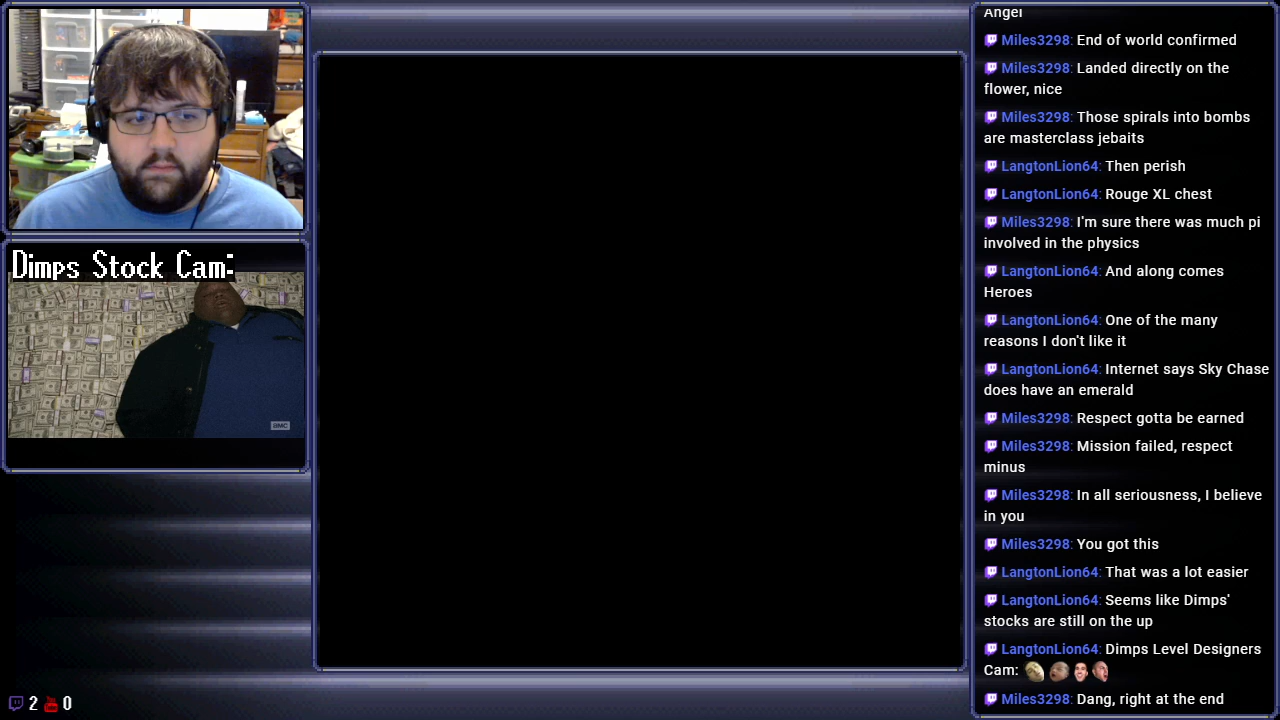 Dimps Stock Cam:
AMC
2 0
Angel
Miles3298: End of world confirmed
Miles3298: Landed directly on the
flower, nice
Miles3298: Those spirals into bombs
are masterclass jebaits
LangtonLion64: Then perish
LangtonLion64: Rouge XL chest
Miles3298: I'm sure there was much pi
involved in the physics
LangtonLion64: And along comes
Heroes
LangtonLion64: One of the many
reasons I don't like it
LangtonLion64: Internet says Sky Chase
does have an emerald
Miles3298: Respect gotta be earned
Miles3298: Mission failed, respect
minus
Miles3298: In all seriousness, I believe
in you
Miles3298: You got this
LangtonLion64: That was a lot easier
LangtonLion64: Seems like Dimps'
stocks are still on the up
LangtonLion64: Dimps Level Designers
Cam:
Miles3298: Dang, right at the end